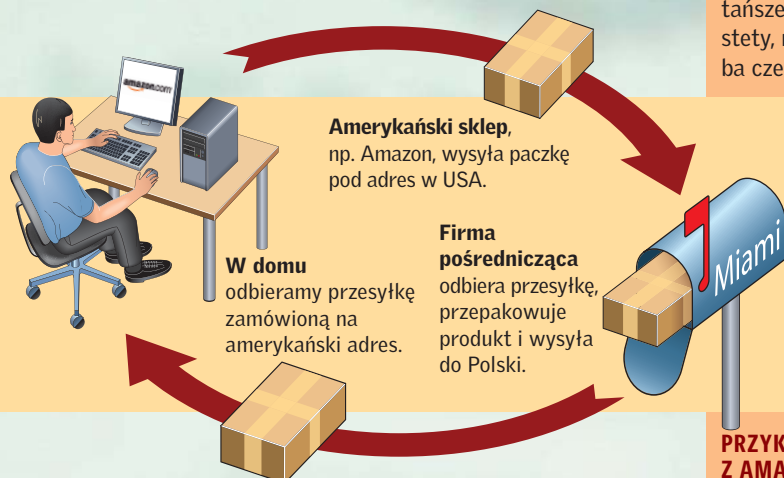 tańsze
stety,
ba cze
amazon.com
Amerykański sklep,
np. Amazon, wysyła paczkę
pod adres w USA.
Firma
pośrednicząca
odbiera przesyłkę,
przepakowuje
produkt i wysyła
do Polski.
Miami
W domu
odbieramy przesyłkę
zamówioną na
amerykański adres.
PRZYK
Z AMA